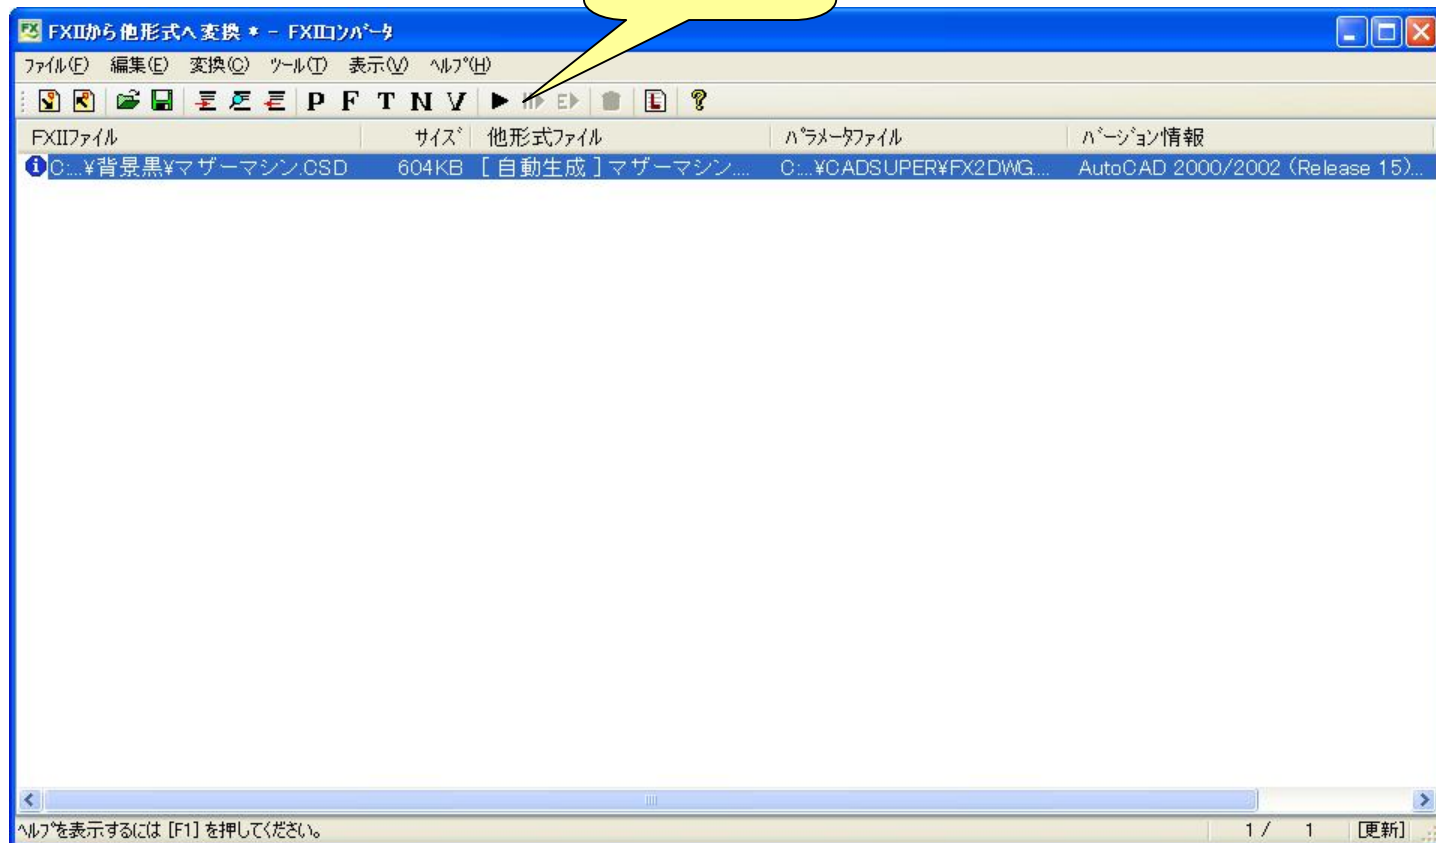 FXIIから他形式へ変換 * - FXIIｺﾝﾊﾞｰﾀ
ﾌｧｲﾙ(F) 編集(E) 変換(C) ﾂｰﾙ(T) 表示(V) ﾍﾙﾌﾟ(H)
P F T N V E L ?
FXIIﾌｧｲﾙ ｻｲｽﾞ 他形式ﾌｧｲﾙ ﾊﾟﾗﾒｰﾀﾌｧｲﾙ ﾊﾞｰｼﾞｮﾝ情報
C:...¥背景黒¥マザーマシン.CSD 604KB [自動生成]マザーマシン.... C:...¥CADSUPER¥FX2DWG.... AutoCAD 2000/2002 (Release 15)...
ﾍﾙﾌﾟを表示するには [F1] を押してください。 1 / 1 [更新]